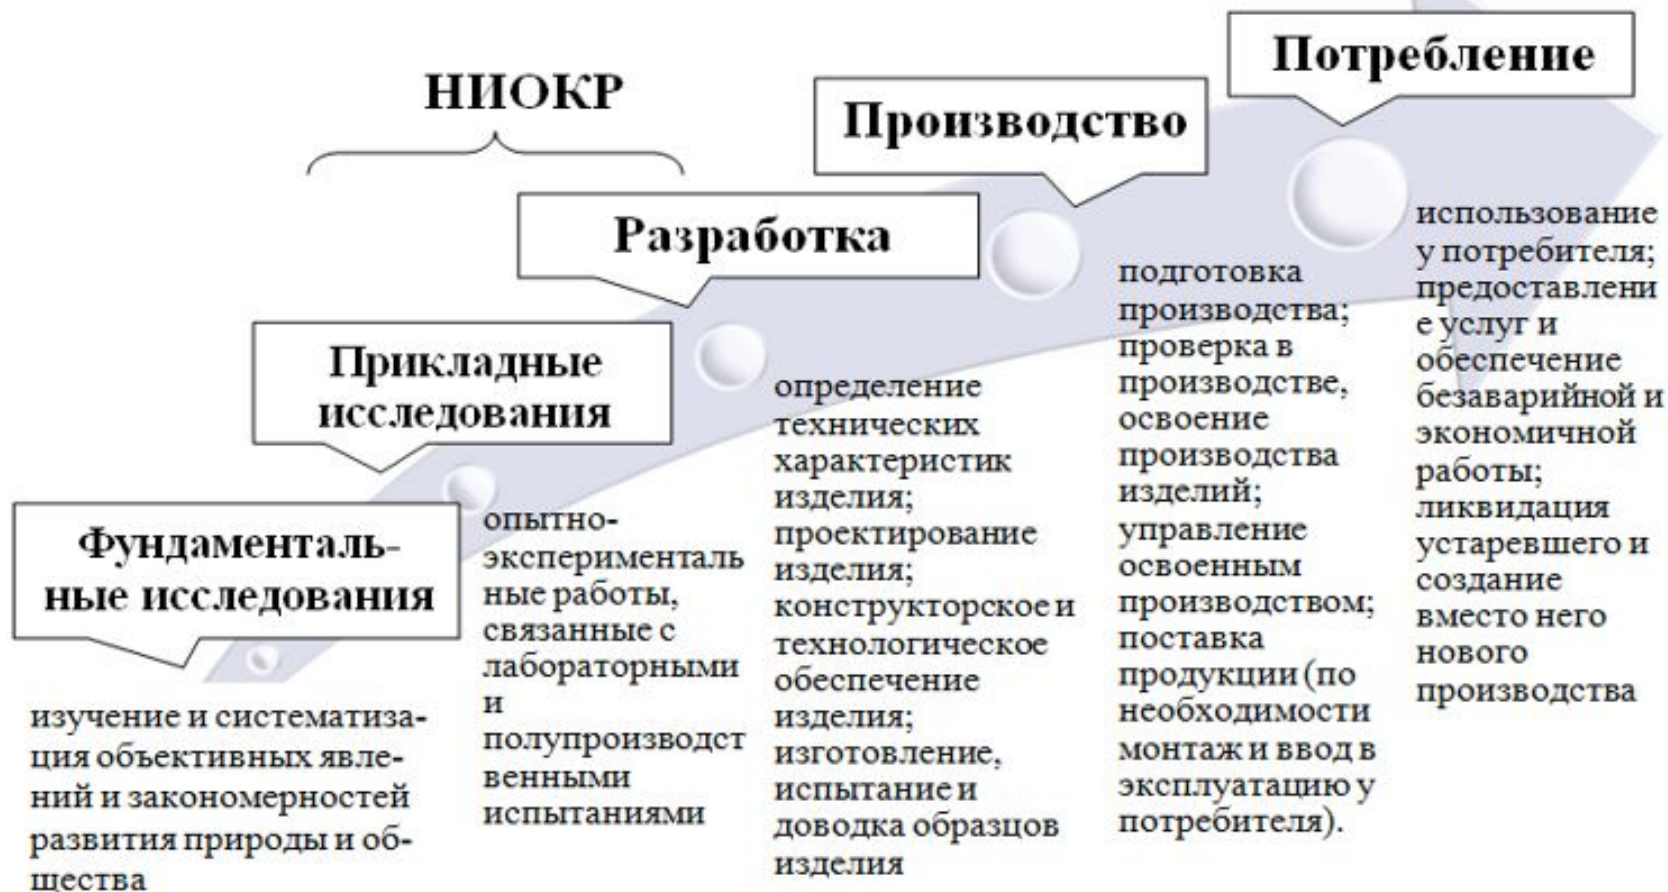 НИОКР
Фундаменталь-
ные исследования
изучение и систематиза-
ция объективных явле-
ний и закономерностей
развития природы и об-
щества
Прикладные
исследования
опытно-
эксперименталь
ные работы,
связанные с
лабораторными
и
полупроизводст
венными
испытаниями
Разработка
определение
технических
характеристик
изделия;
проектирование
изделия;
конструкторское и
технологическое
обеспечение
изделия;
изготовление,
испытание и
доводка образцов
изделия
Производство
подготовка
производства;
проверка в
производстве,
освоение
производства
изделий;
управление
освоенным
производством;
поставка
продукции (по
необходимости
монтаж и ввод в
эксплуатацию у
потребителя).
Потребление
использование
у потребителя;
предоставлени
е услуг и
обеспечение
безаварийной и
экономичной
работы;
ликвидация
устаревшего и
создание
вместо него
нового
производства